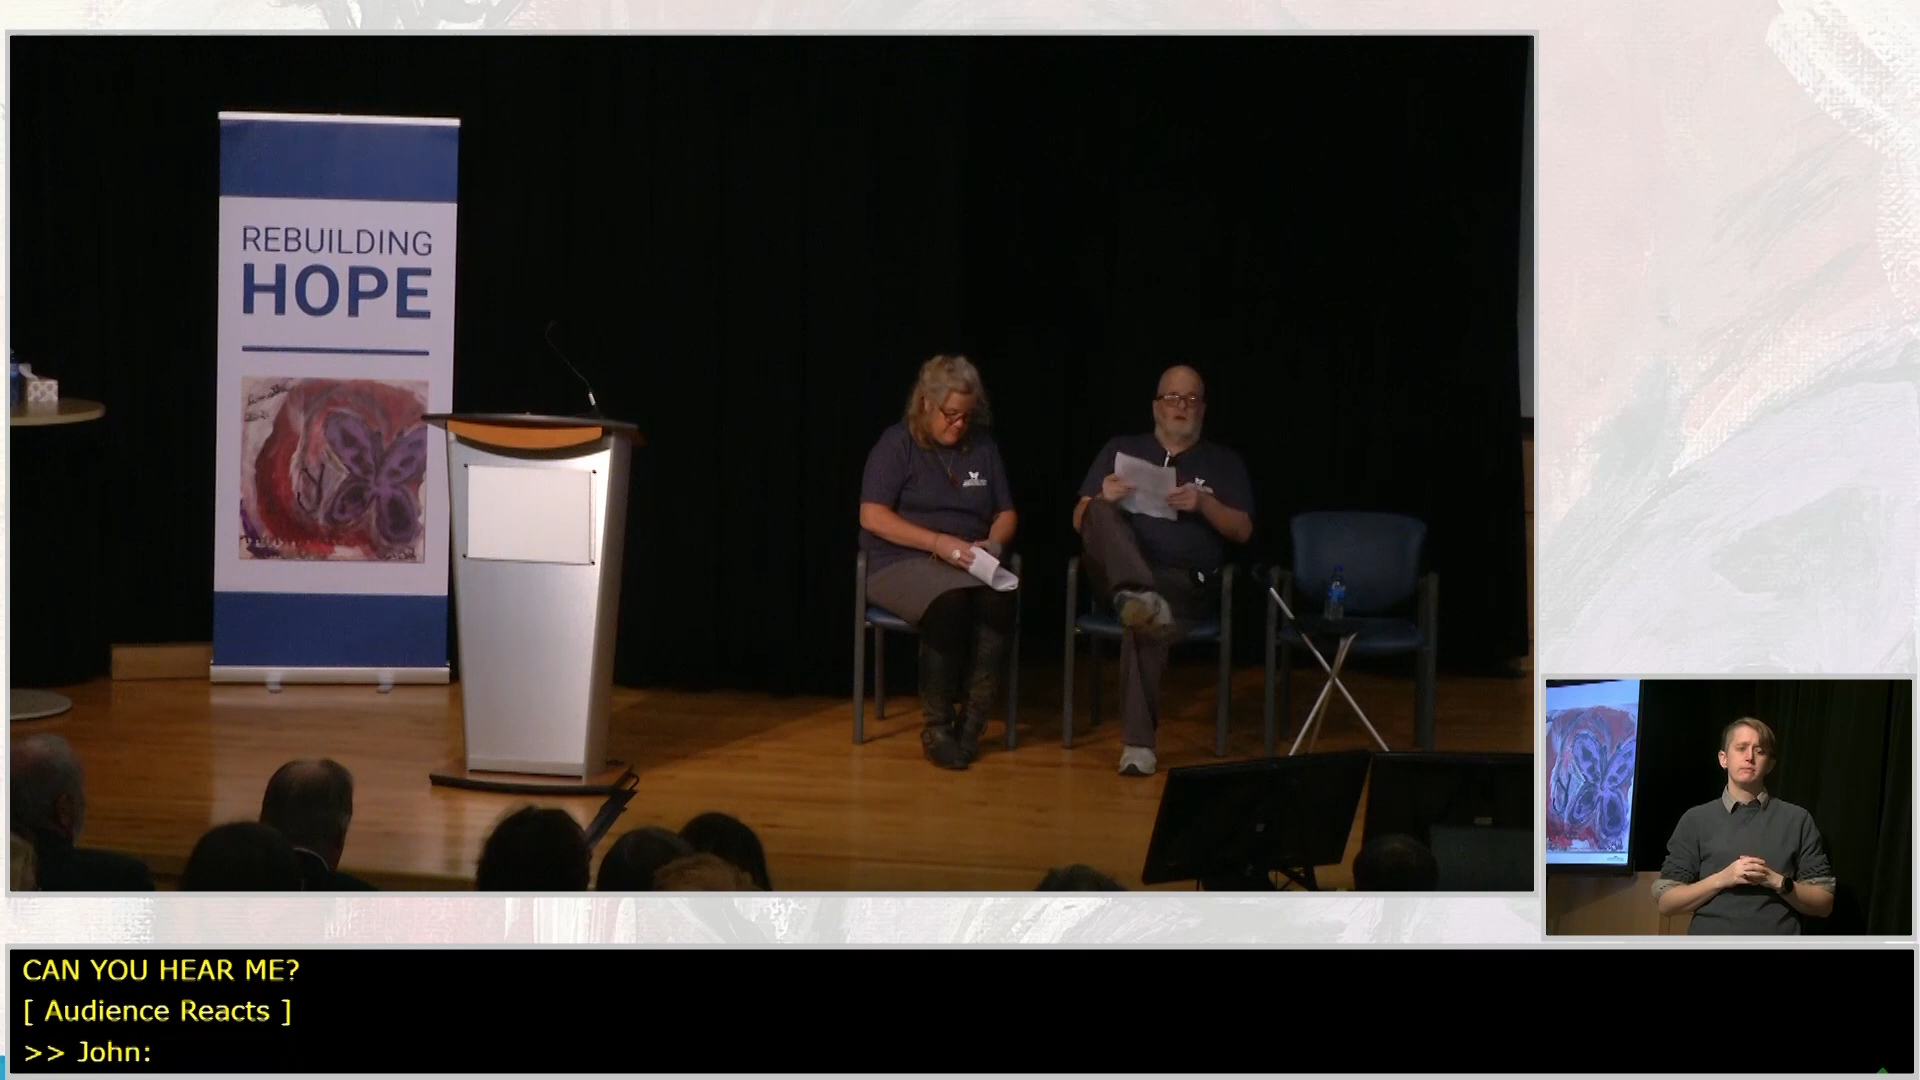 REBUILDING
HOPE
CAN YOU HEAR ME?
[ Audience Reacts ]
>> John: